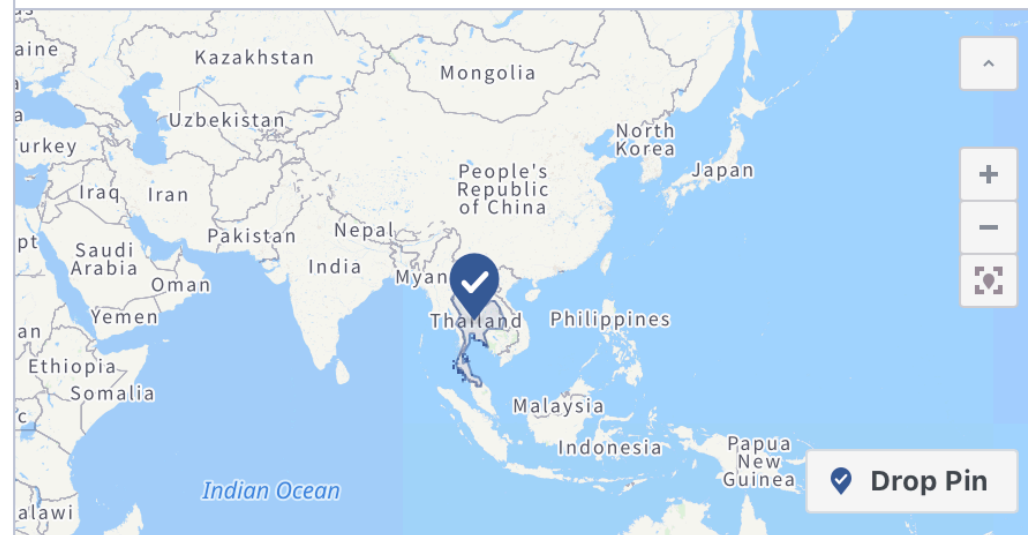 aine
Kazakhstan
Mongolia
Uzbekistan
North
Korea
urkey
Japan
People's
Republic
of China
Iraq
Iran
Nepal
Pakistan
pt
Saudi
Arabia
India
Myan
Oman
Yemen
Thailand
Philippines
an
Ethiopia
Somalia
c
Malaysia
Indonesia
Papua
New
Guinea
Drop Pin
Indian Ocean
alawi